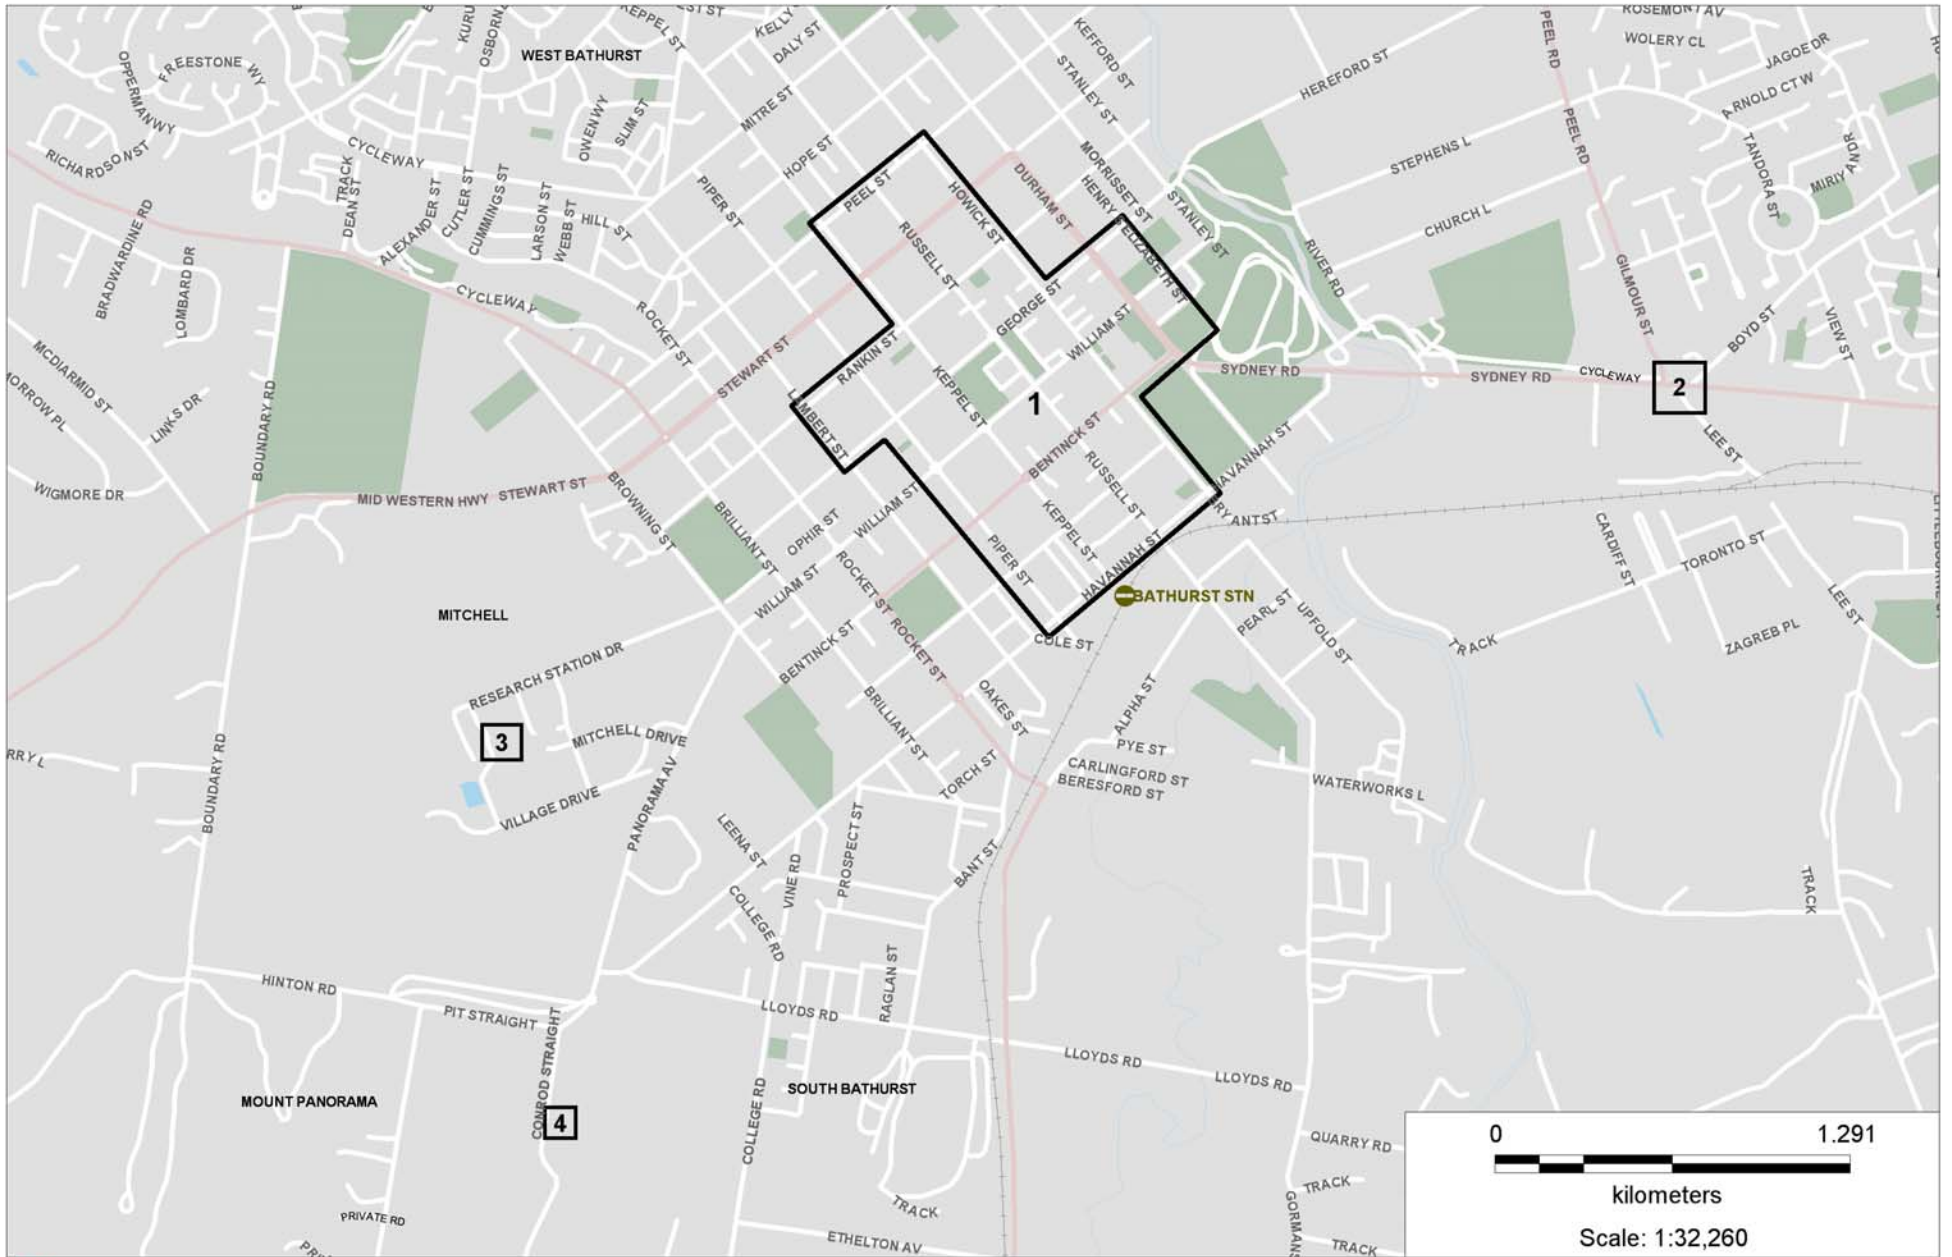 KEPPEL ST
KELLY
DALY ST
KEFFORD ST
PEEL RD
ROSEMONT AV
WOLERY CL
JAGOE DR
OPPERMAN WY
FREESTONE WY
WEST BATHURST
STANLEY ST
HEREFORD ST
ARNOLD CT W
MITRE ST
OWEN WY
SLIM ST
PEEL RD
RICHARDSON ST
CYCLEWAY
HOPE ST
MORRISSET ST
STEPHENS L
TANDORA ST
TRACK
DEAN ST
ALEXANDER ST
CUTLER ST
CUMMINGS ST
LARSON ST
WEBB ST
HILL ST
PIPER ST
PEEL ST
HOWICK ST
DURHAM ST
HENRY ST
ELIZABETH ST
STANLEY ST
CHURCH L
BRADWARDINE RD
LOMBARD DR
RUSSELL ST
RIVER RD
GILMOUR ST
CYCLEWAY
ROCKET ST
GEORGE ST
WILLIAM ST
BOYD ST
VIEW ST
MCDIARMID ST
STEWART ST
RANKIN ST
KEPPEL ST
SYDNEY RD
SYDNEY RD
CYCLEWAY
2
LINKS DR
BOUNDARY RD
LAMBERT ST
1
BENTINCK ST
HAVANNAH ST
LEE ST
WIGMORE DR
MID WESTERN HWY
STEWART ST
BROWNING ST
BRILLIANT ST
OPHIR ST
WILLIAM ST
RUSSELL ST
KEPPEL ST
PIPER ST
HAVANNAH ST
CARDIFF ST
TORONTO ST
WILLIAM ST
ROCKET ST
BATHURST STN
PEARL ST
UPFOLD ST
LEE ST
MITCHELL
BENTINCK ST
ROCKET ST
COLE ST
TRACK
ZAGREB PL
RESEARCH STATION DR
BRILLIANT ST
OAKES ST
ALPHA ST
3
MITCHELL DRIVE
PYE ST
CARLINGFORD ST
BERESFORD ST
WATERWORKS L
BOUNDARY RD
VILLAGE DRIVE
PANORAMA AV
TORCH ST
LEENA ST
VINE RD
PROSPECT ST
BANT ST
TRACK
COLLEGE RD
HINTON RD
PIT STRAIGHT
LLOYDS RD
RAGLAN ST
LLOYDS RD
LLOYDS RD
CONROD STRAIGHT
MOUNT PANORAMA
SOUTH BATHURST
4
COLLEGE RD
QUARRY RD
TRACK
TRACK
PRIVATE RD
ETHELTON AV
TRACK
0 1.291
kilometers
Scale: 1:32,260